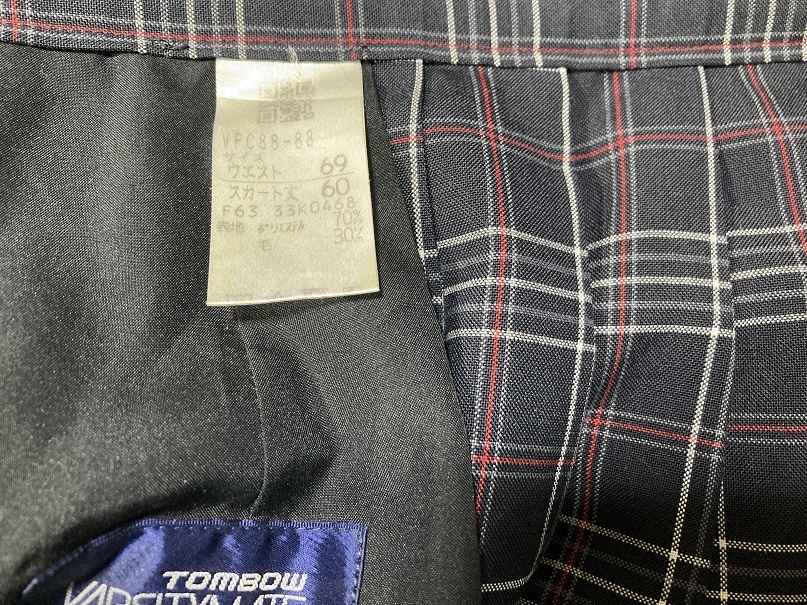 VFC88-88
サイズ
ウエスト 69
スカート丈 60
F63 33K0468
表地 ポリエステル 70%
毛 30%
TOMBOW
VARSITYMATE